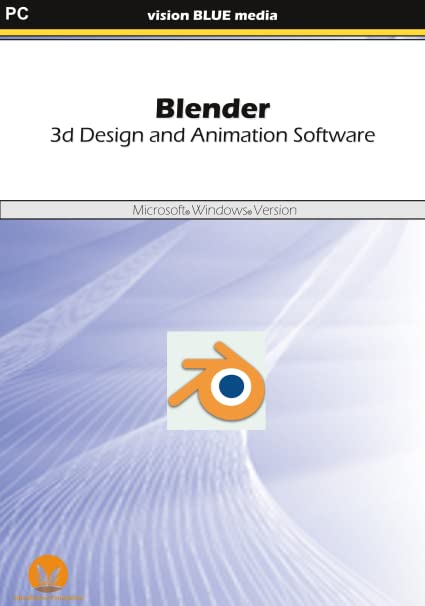 PC
vision BLUE media
Blender
3d Design and Animation Software
Microsoft® Windows® Version